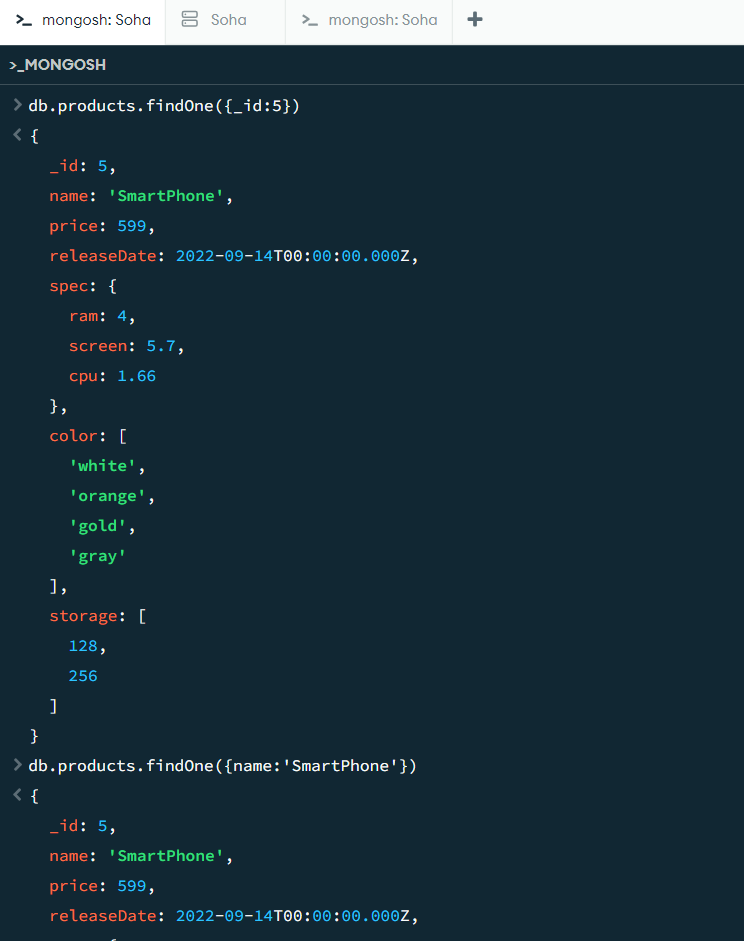 >_ mongosh: Soha Soha >_ mongosh: Soha +
>_MONGOSH
> db.products.findOne({_id:5})
< {
_id: 5,
name: 'SmartPhone',
price: 599,
releaseDate: 2022-09-14T00:00:00.000Z,
spec: {
ram: 4,
screen: 5.7,
cpu: 1.66
},
color: [
'white',
'orange',
'gold',
'gray'
],
storage: [
128,
256
]
}
> db.products.findOne({name:'SmartPhone'})
< {
_id: 5,
name: 'SmartPhone',
price: 599,
releaseDate: 2022-09-14T00:00:00.000Z,